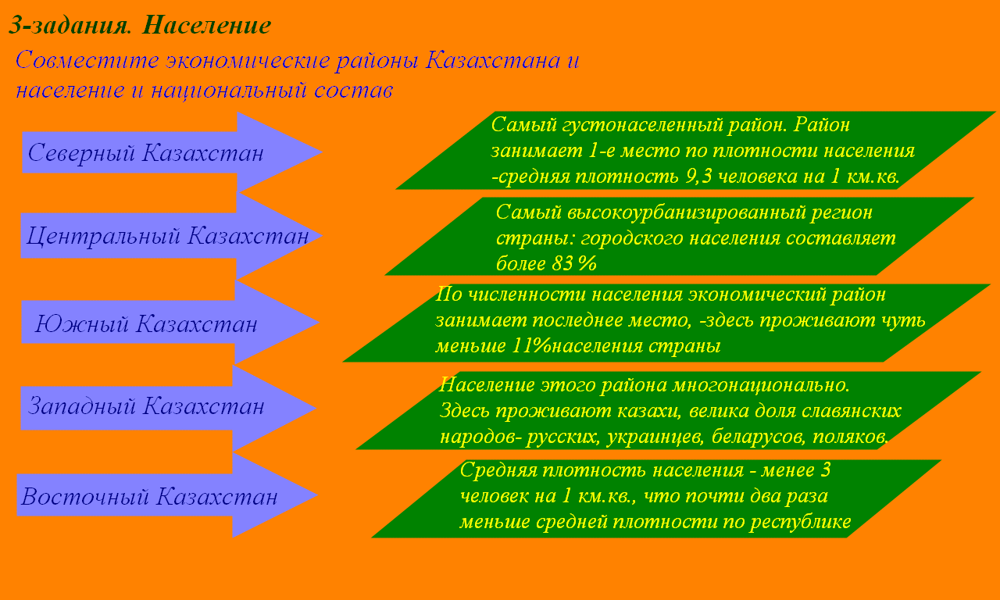 3-задания. Население
Совместите экономические районы Казахстана и
население и национальный состав
Северный Казахстан
Самый густонаселенный район. Район
занимает 1-е место по плотности населения
-средняя плотность 9,3 человека на 1 км.кв.
Центральный Казахстан
Самый высокоурбанизированный регион
страны: городского населения составляет
более 83 %
Южный Казахстан
По численности населения экономический район
занимает последнее место, -здесь проживают чуть
меньше 11%населения страны
Западный Казахстан
Население этого района многонационально.
Здесь проживают казахи, велика доля славянских
народов- русских, украинцев, беларусов, поляков.
Восточный Казахстан
Средняя плотность населения - менее 3
человек на 1 км.кв., что почти два раза
меньше средней плотности по республике